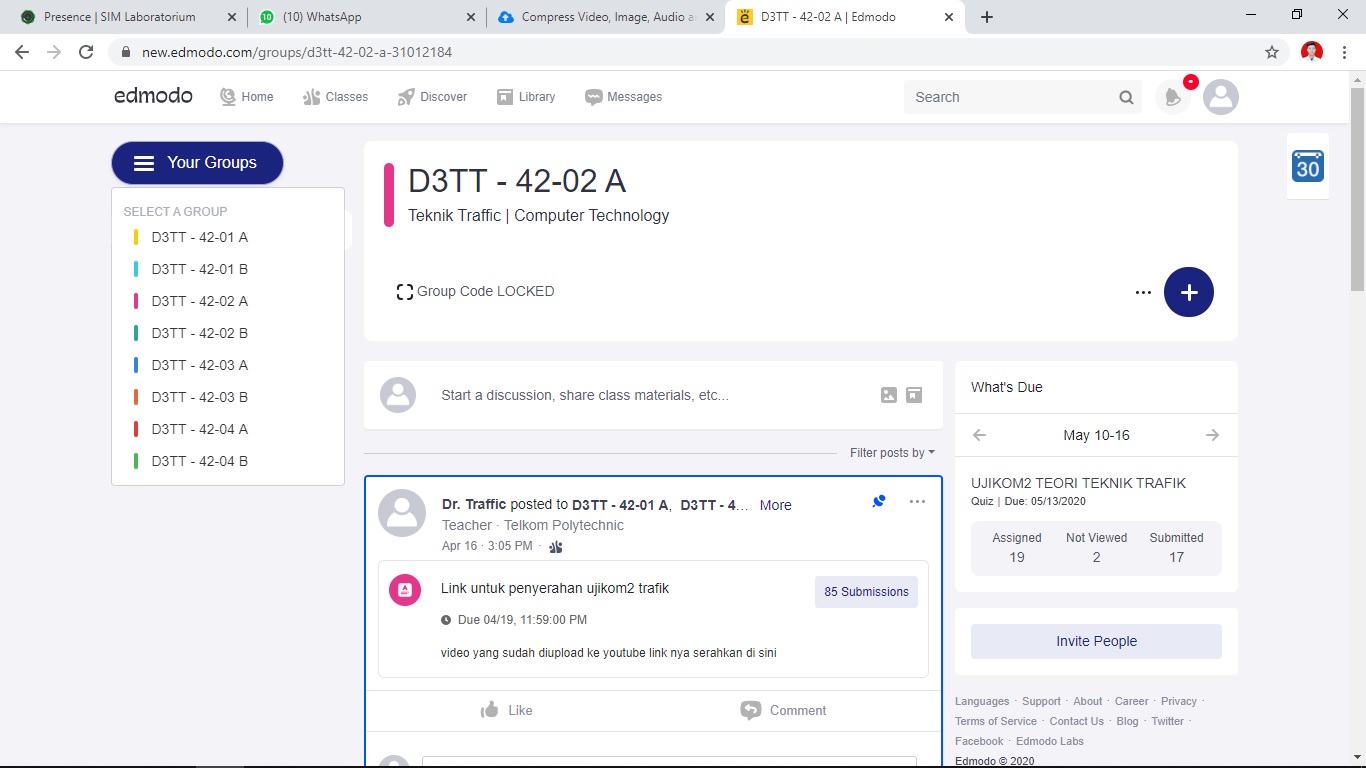 Presence | SIM Laboratorium
10 (10) WhatsApp
Compress Video, Image, Audio a
D3TT - 42-02 A | Edmodo
new.edmodo.com/groups/d3tt-42-02-a-31012184
edmodo Home Classes Discover Library Messages
Search
Your Groups
SELECT A GROUP
D3TT - 42-01 A
D3TT - 42-01 B
D3TT - 42-02 A
D3TT - 42-02 B
D3TT - 42-03 A
D3TT - 42-03 B
D3TT - 42-04 A
D3TT - 42-04 B
D3TT - 42-02 A
Teknik Traffic | Computer Technology
Group Code LOCKED
...
30
Start a discussion, share class materials, etc...
Filter posts by
Dr. Traffic posted to D3TT - 42-01 A, D3TT - 4... More
Teacher · Telkom Polytechnic
Apr 16 · 3:05 PM ·
Link untuk penyerahan ujikom2 trafik
85 Submissions
Due 04/19, 11:59:00 PM
video yang sudah diupload ke youtube link nya serahkan di sini
Like Comment
What's Due
May 10-16
UJIKOM2 TEORI TEKNIK TRAFIK
Quiz | Due: 05/13/2020
Assigned Not Viewed Submitted
19 2 17
Invite People
Languages · Support · About · Career · Privacy ·
Terms of Service · Contact Us · Blog · Twitter ·
Facebook · Edmodo Labs
Edmodo © 2020